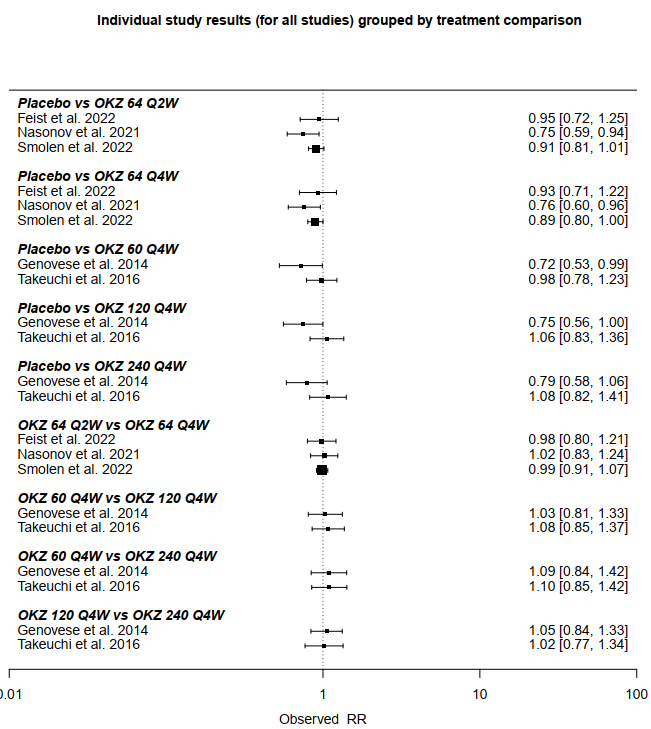 Individual study results (for all studies) grouped by treatment comparison
Placebo vs OKZ 64 Q2W
Feist et al. 2022 0.95 [0.72, 1.25]
Nasonov et al. 2021 0.75 [0.59, 0.94]
Smolen et al. 2022 0.91 [0.81, 1.01]
Placebo vs OKZ 64 Q4W
Feist et al. 2022 0.93 [0.71, 1.22]
Nasonov et al. 2021 0.76 [0.60, 0.96]
Smolen et al. 2022 0.89 [0.80, 1.00]
Placebo vs OKZ 60 Q4W
Genovese et al. 2014 0.72 [0.53, 0.99]
Takeuchi et al. 2016 0.98 [0.78, 1.23]
Placebo vs OKZ 120 Q4W
Genovese et al. 2014 0.75 [0.56, 1.00]
Takeuchi et al. 2016 1.06 [0.83, 1.36]
Placebo vs OKZ 240 Q4W
Genovese et al. 2014 0.79 [0.58, 1.06]
Takeuchi et al. 2016 1.08 [0.82, 1.41]
OKZ 64 Q2W vs OKZ 64 Q4W
Feist et al. 2022 0.98 [0.80, 1.21]
Nasonov et al. 2021 1.02 [0.83, 1.24]
Smolen et al. 2022 0.99 [0.91, 1.07]
OKZ 60 Q4W vs OKZ 120 Q4W
Genovese et al. 2014 1.03 [0.81, 1.33]
Takeuchi et al. 2016 1.08 [0.85, 1.37]
OKZ 60 Q4W vs OKZ 240 Q4W
Genovese et al. 2014 1.09 [0.84, 1.42]
Takeuchi et al. 2016 1.10 [0.85, 1.42]
OKZ 120 Q4W vs OKZ 240 Q4W
Genovese et al. 2014 1.05 [0.84, 1.33]
Takeuchi et al. 2016 1.02 [0.77, 1.34]
0.01 1 10 100
Observed RR